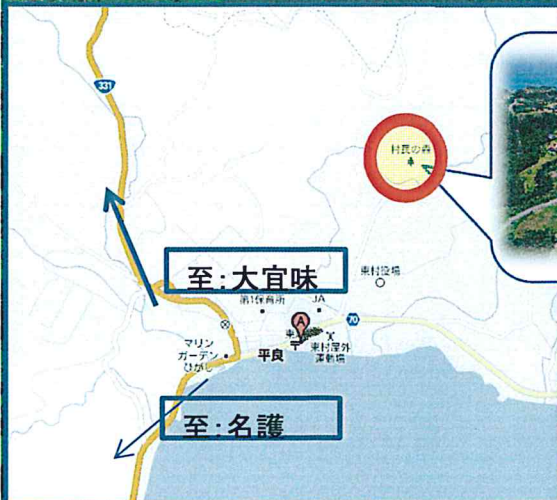 331
村民の森
至:大宜味
東村役場
第1保育所
JA
A
70
東村屋外
運動場
マリン
ガーデン
ひがし
平良
至:名護